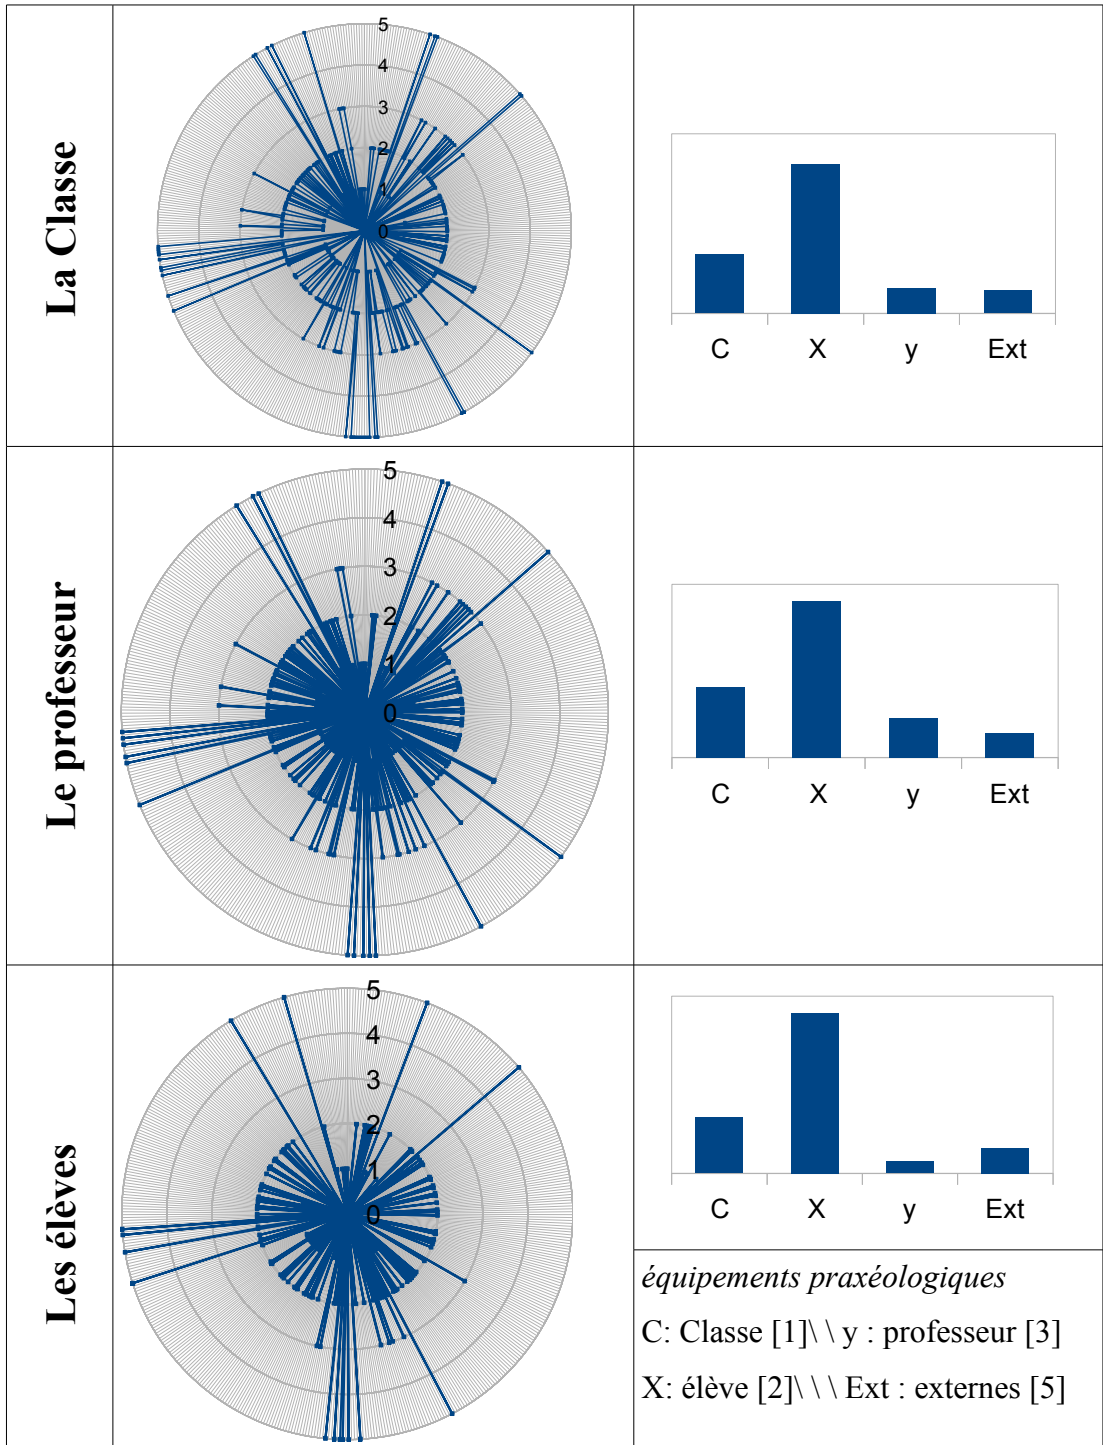 La Classe
5
4
3
2
1
0
C X y Ext
Le professeur
5
4
3
2
1
0
C X y Ext
Les élèves
5
4
3
2
1
0
C X y Ext
équipements praxéologiques
C: Classe [1]\ \ y : professeur [3]
X: élève [2]\ \ \ Ext : externes [5]